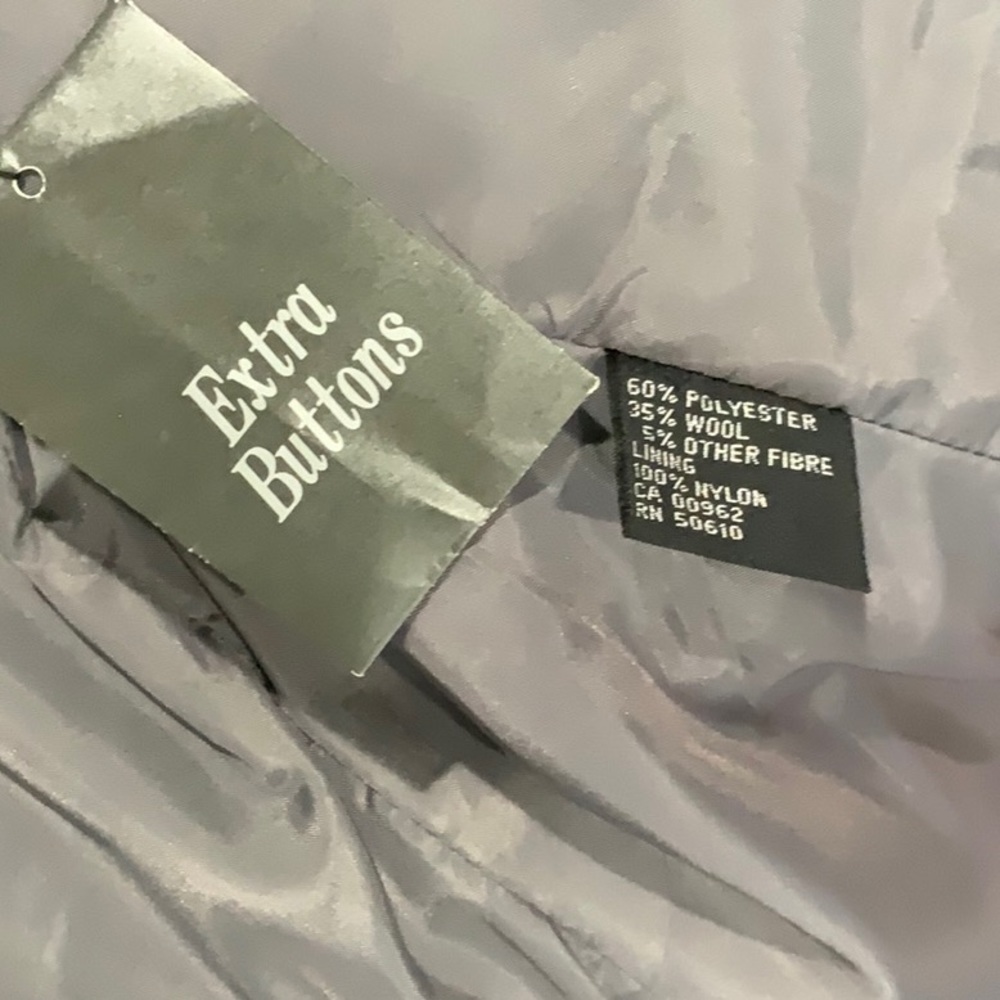 Extra
Buttons
60% POLYESTER
35% WOOL
5% OTHER FIBRE
LINING
100% NYLON
CA 00962
RN 50610